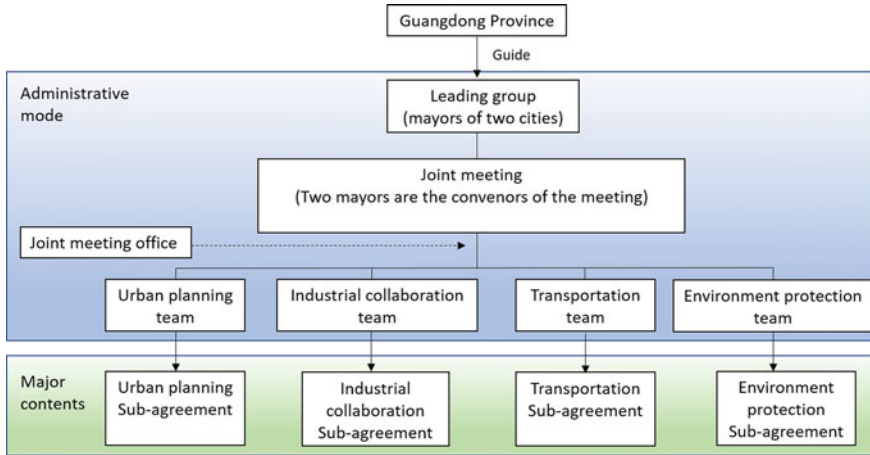 Guangdong Province
Guide
Administrative
mode
Leading group
(mayors of two cities)
Joint meeting
(Two mayors are the convenors of the meeting)
Joint meeting office
Urban planning
team
Industrial collaboration
team
Transportation
team
Environment protection
team
Major
contents
Urban planning
Sub-agreement
Industrial
collaboration
Sub-agreement
Transportation
Sub-agreement
Environment
protection
Sub-agreement